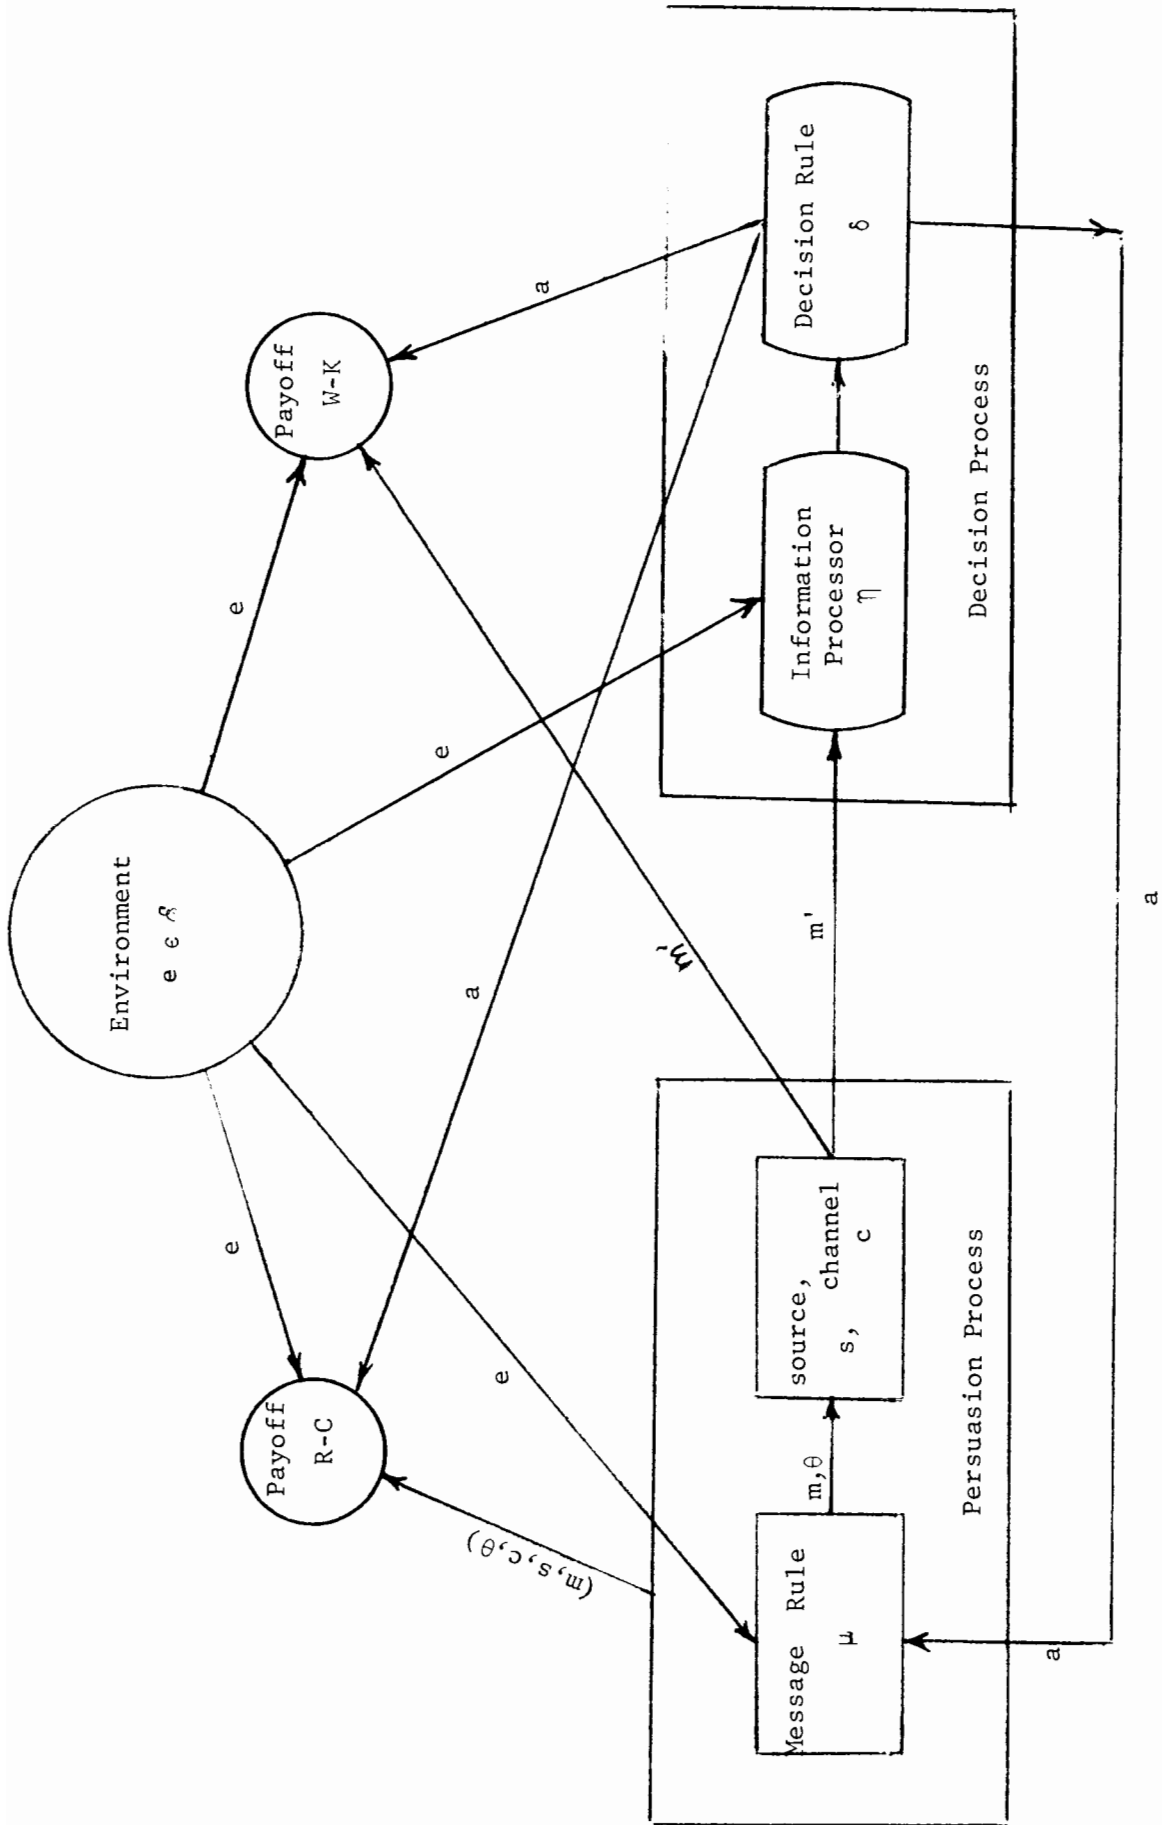 Environment
e ϵ
e
e
e
e
Payoff
R-C
Payoff
W-K
a
a
(m,s,c,θ)
m'
Message Rule
μ
m,θ
source,
s, channel
c
m'
Information
Processor
η
Decision Rule
δ
Persuasion Process
Decision Process
a
a